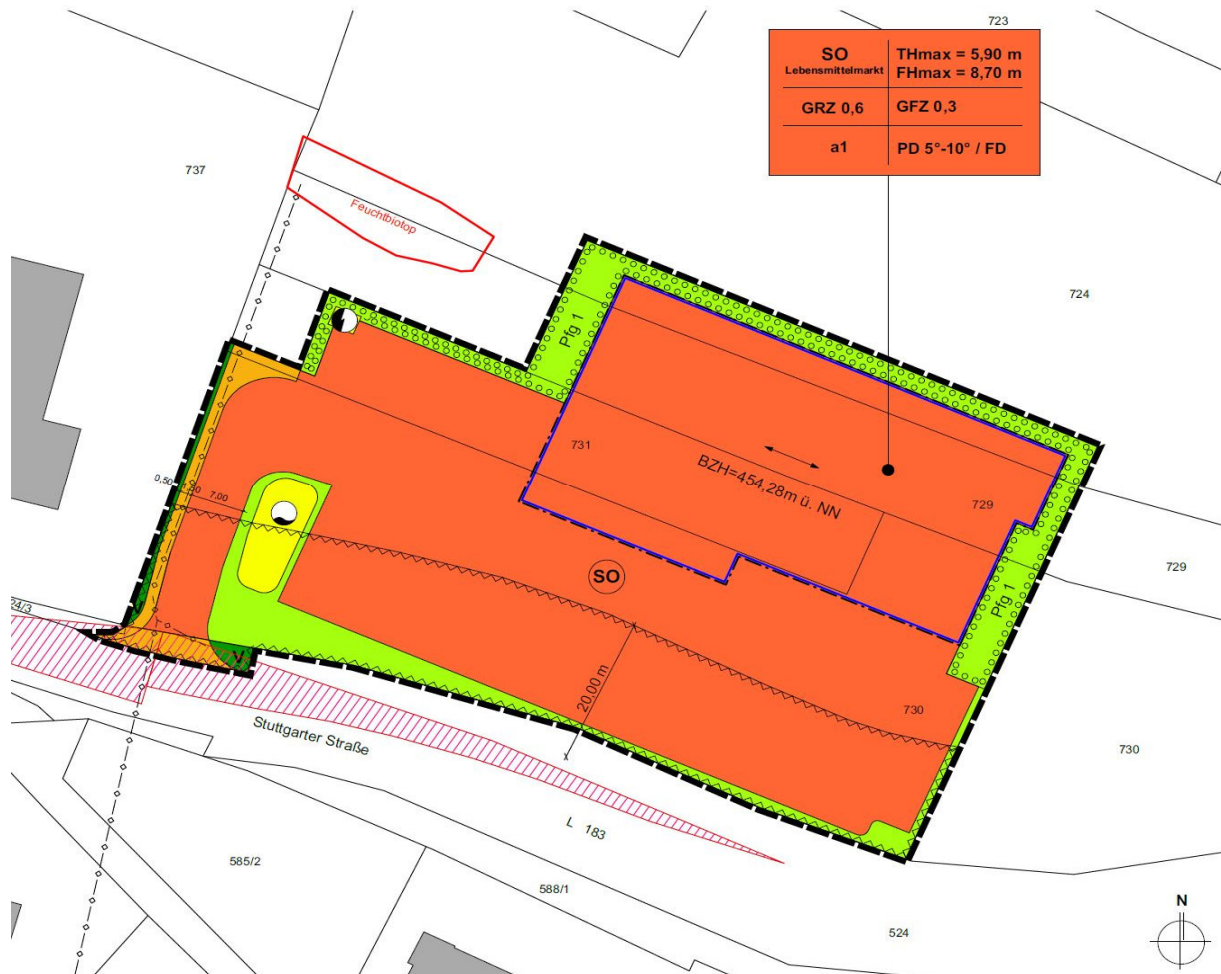 723
SO
Lebensmittelmarkt
THmax = 5,90 m
FHmax = 8,70 m
GRZ 0,6
GFZ 0,3
a1
PD 5°-10° / FD
737
Feuchtbiotop
724
Pfg 1
731
BZH=454,28m ü. NN
729
0,50
7,00
SO
729
Pfg 1
24/3
20.00 m
730
Stuttgarter Straße
730
L 183
585/2
588/1
524
N